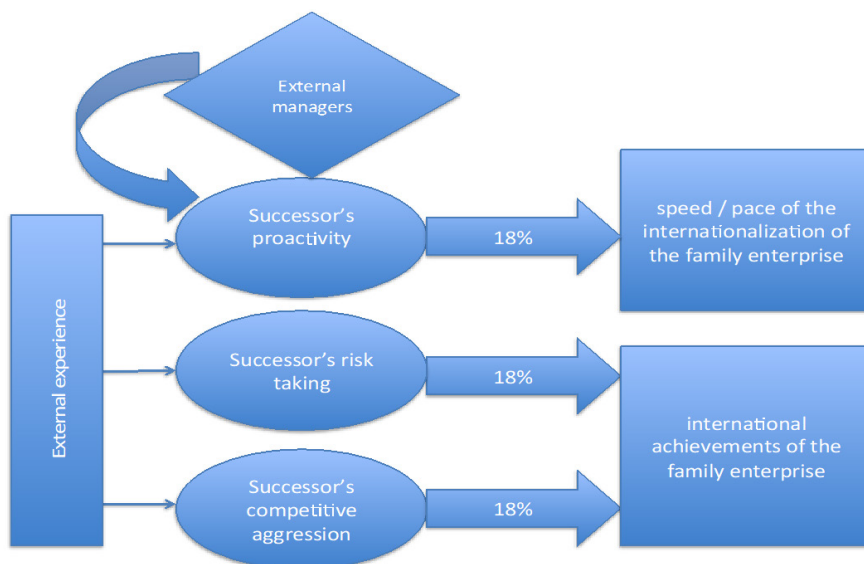 External
managers
Successor's
proactivity
18%
speed / pace of the
internationalization of
the family enterprise
External experience
Successor's risk
taking
18%
international
achievements of the
family enterprise
Successor's
competitive
aggression
18%